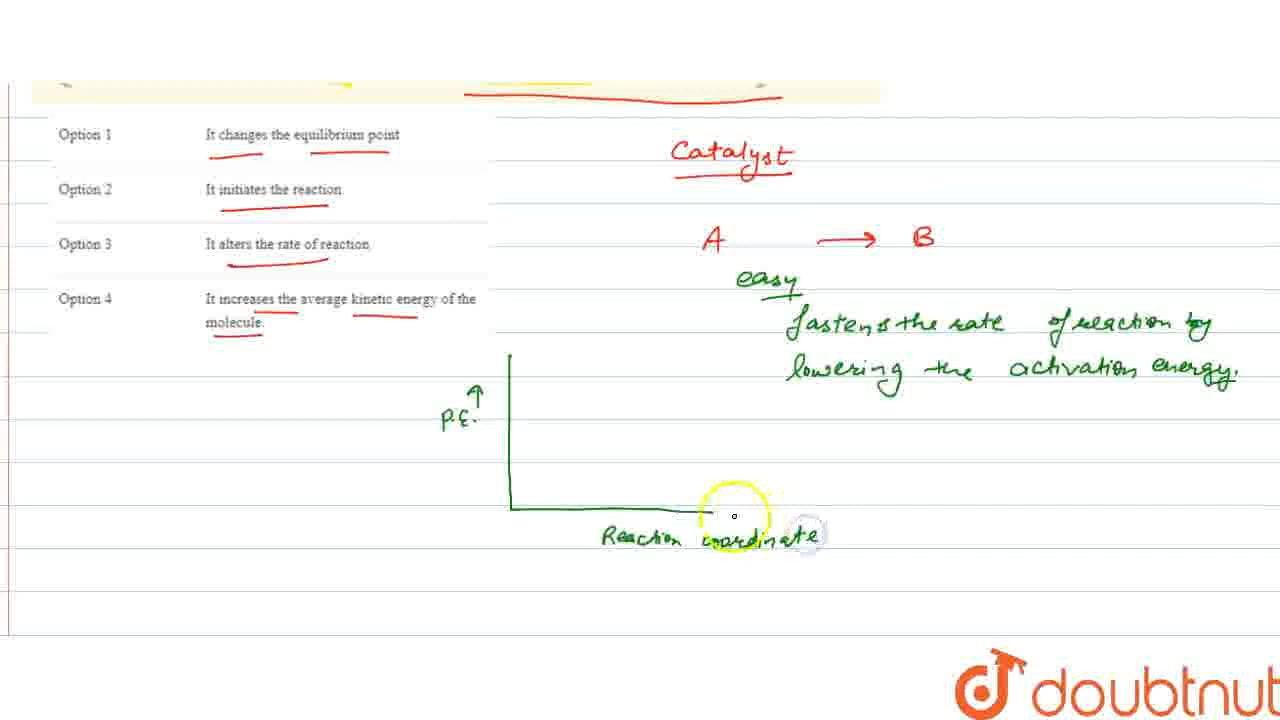 Option 1 It changes the equilibrium point
Option 2 It initiates the reaction
Option 3 It alters the rate of reaction
Option 4 It increases the average kinetic energy of the
molecule.
Catalyst
A → B
easy
fastens the rate of reaction by
lowering the activation energy.
P.E. ↑
Reaction coordinate
doubtnut